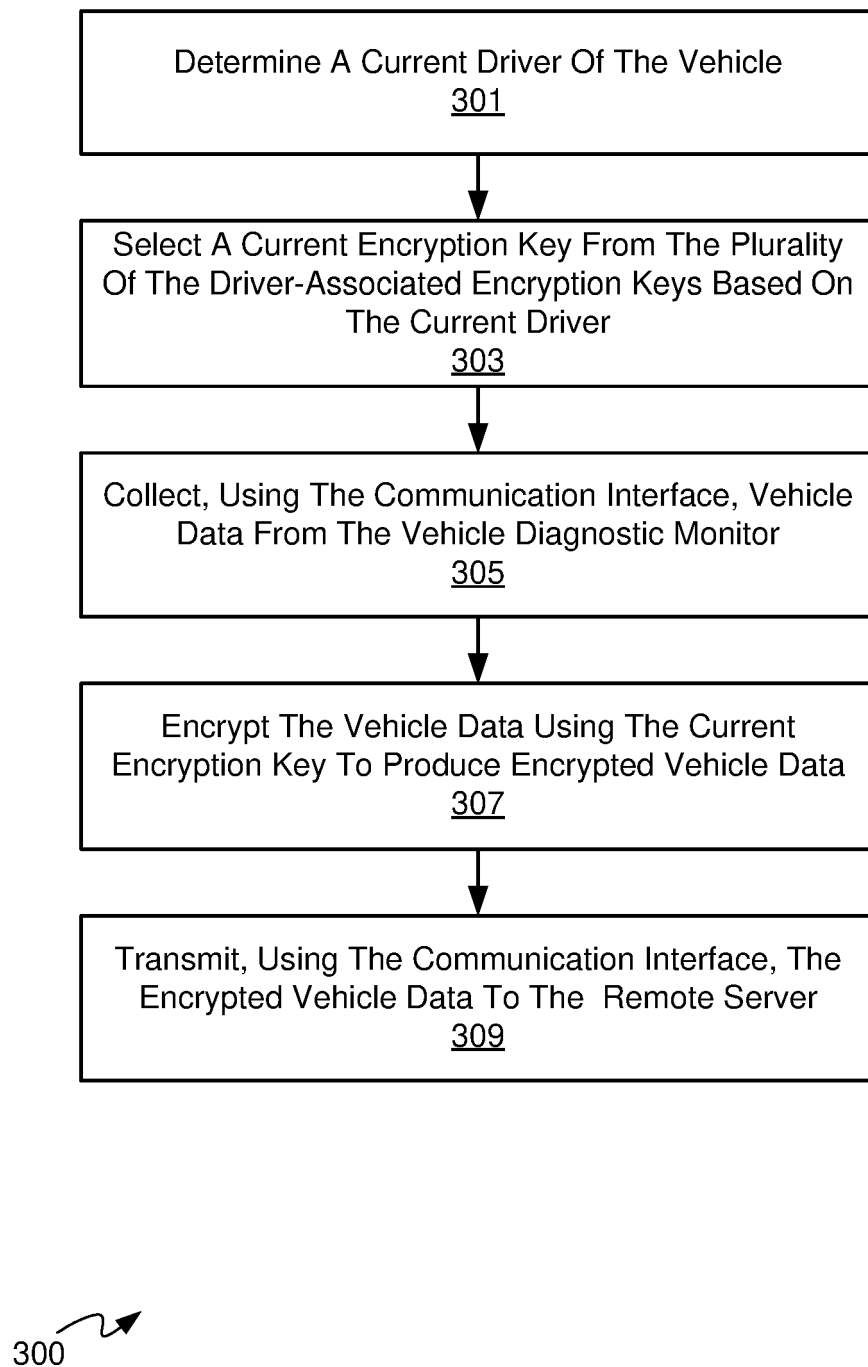 Determine A Current Driver Of The Vehicle
301
Select A Current Encryption Key From The Plurality
Of The Driver-Associated Encryption Keys Based On
The Current Driver
303
Collect, Using The Communication Interface, Vehicle
Data From The Vehicle Diagnostic Monitor
305
Encrypt The Vehicle Data Using The Current
Encryption Key To Produce Encrypted Vehicle Data
307
Transmit, Using The Communication Interface, The
Encrypted Vehicle Data To The  Remote Server
309
300